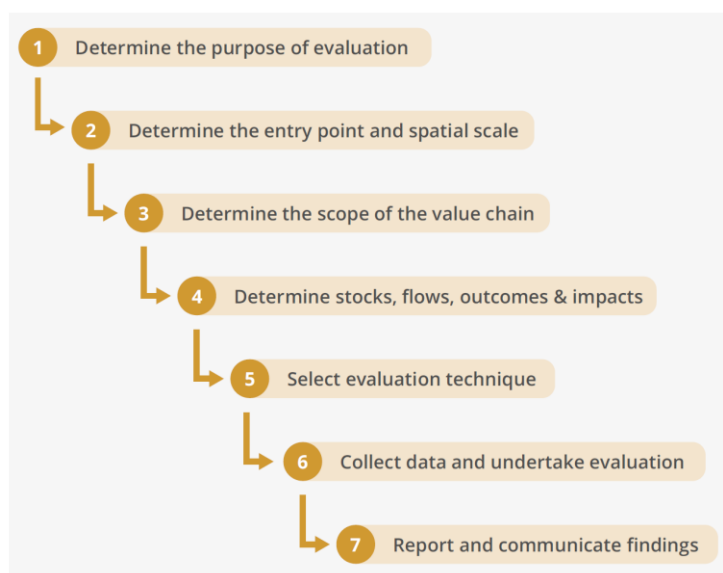 1 Determine the purpose of evaluation
2 Determine the entry point and spatial scale
3 Determine the scope of the value chain
4 Determine stocks, flows, outcomes & impacts
5 Select evaluation technique
6 Collect data and undertake evaluation
7 Report and communicate findings